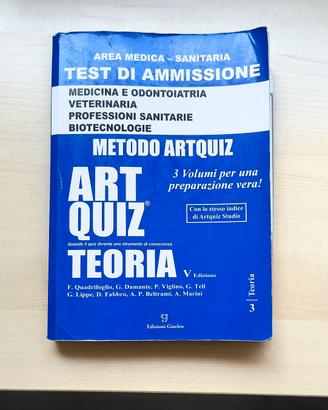 AREA MEDICA – SANITARIA
TEST DI AMMISSIONE
MEDICINA E ODONTOIATRIA
VETERINARIA
PROFESSIONI SANITARIE
BIOTECNOLOGIE
METODO ARTQUIZ
ART
QUIZ®
3 Volumi per una
preparazione vera!
Con lo stesso indice
di Artquiz Studio
Quando il quiz diventa uno strumento di conoscenza
TEORIA
V Edizione
F. Quadrifoglio, G. Damante, P. Viglino, G. Tell
G. Lippe, D. Fabbro, A. P. Beltrami, A. Marini
Teoria
3
Edizioni Giuelen